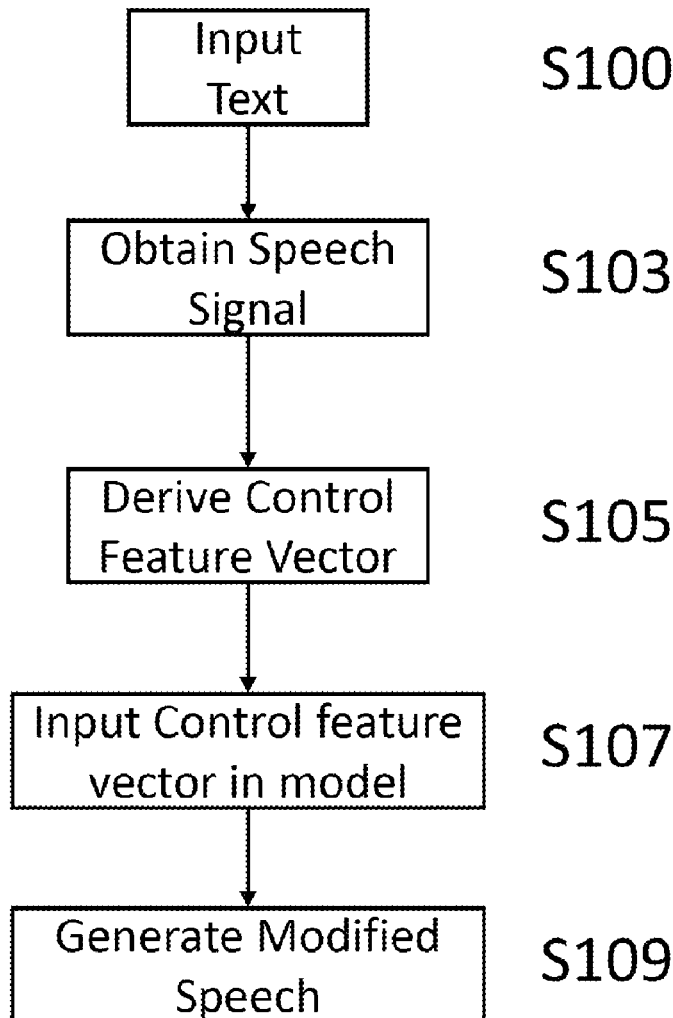 Input
Text
S100
Obtain Speech
Signal
S103
Derive Control
Feature Vector
S105
Input Control feature
vector in model
S107
Generate Modified
Speech
S109